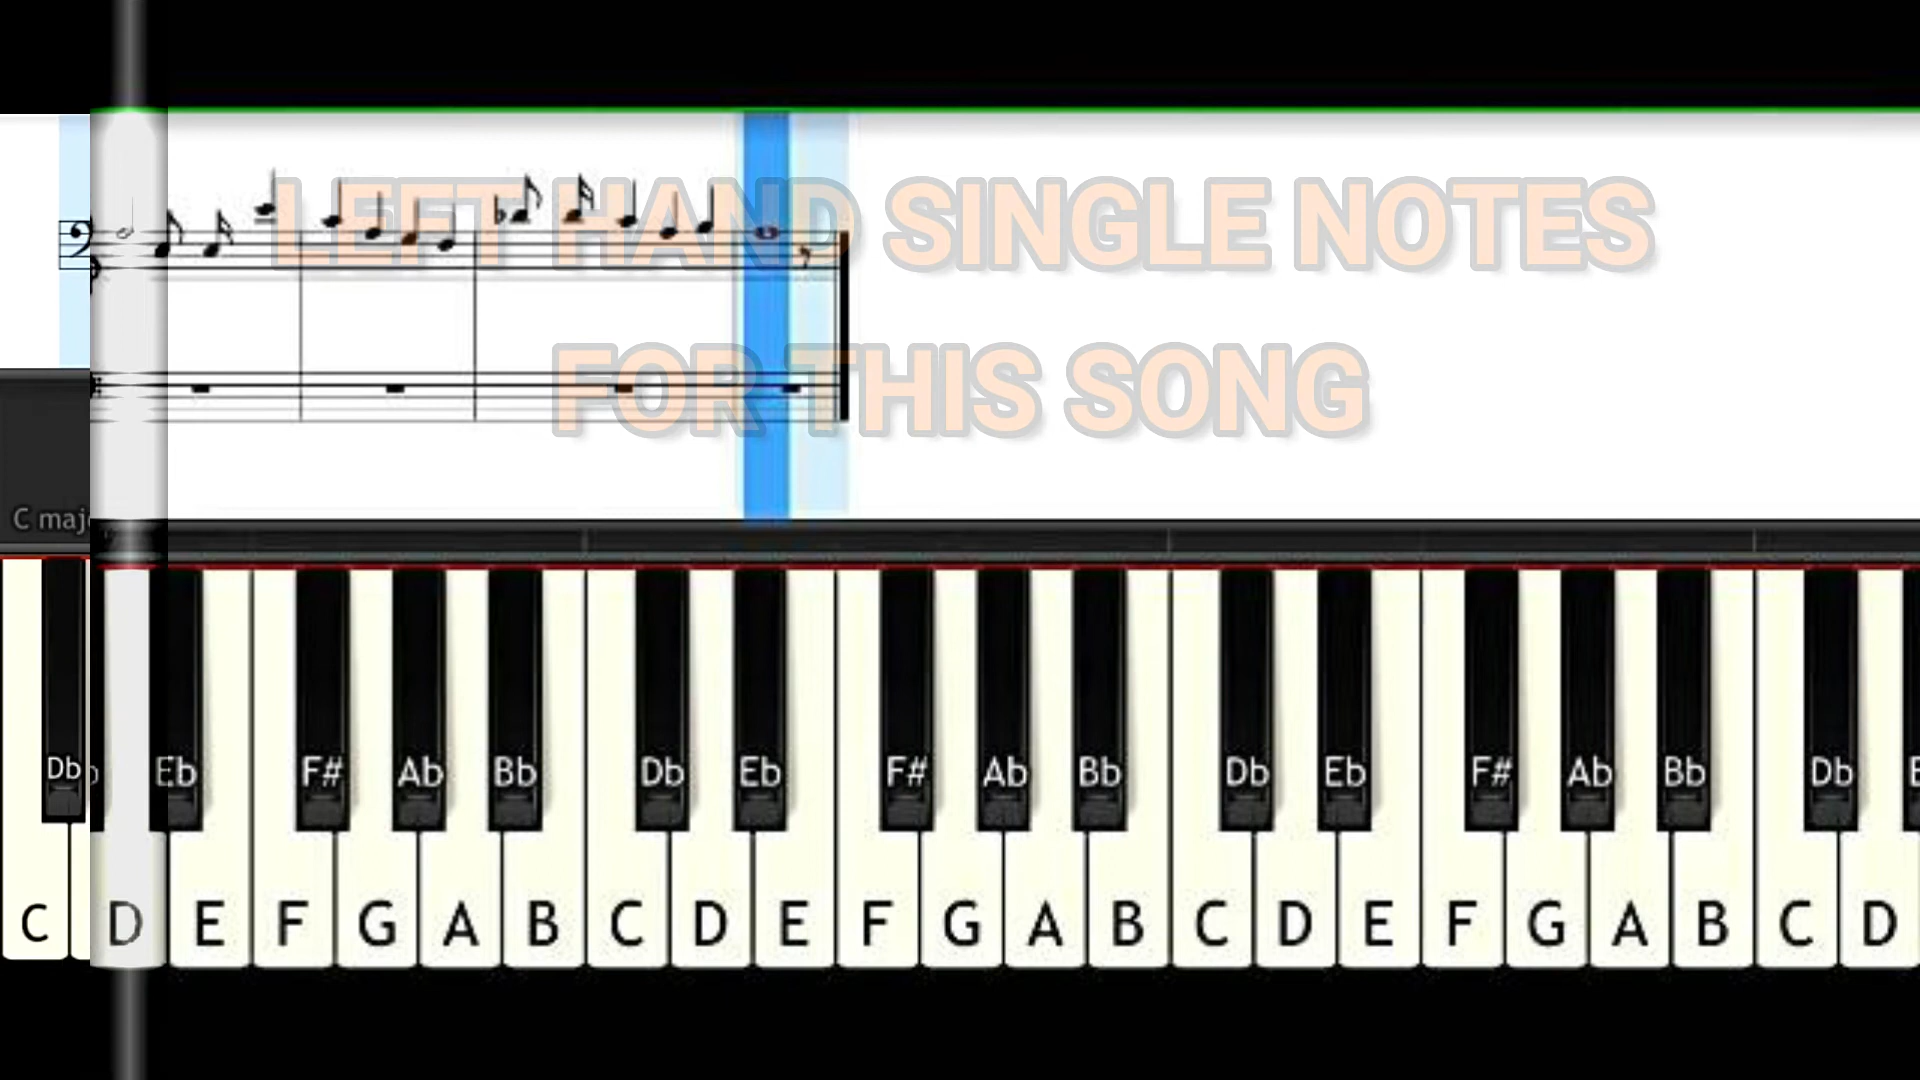 LEFT HAND SINGLE NOTES
FOR THIS SONG
C maj
Db Eb F# Ab Bb Db Eb F# Ab Bb Db Eb F# Ab Bb Db
C D E F G A B C D E F G A B C D E F G A B C D